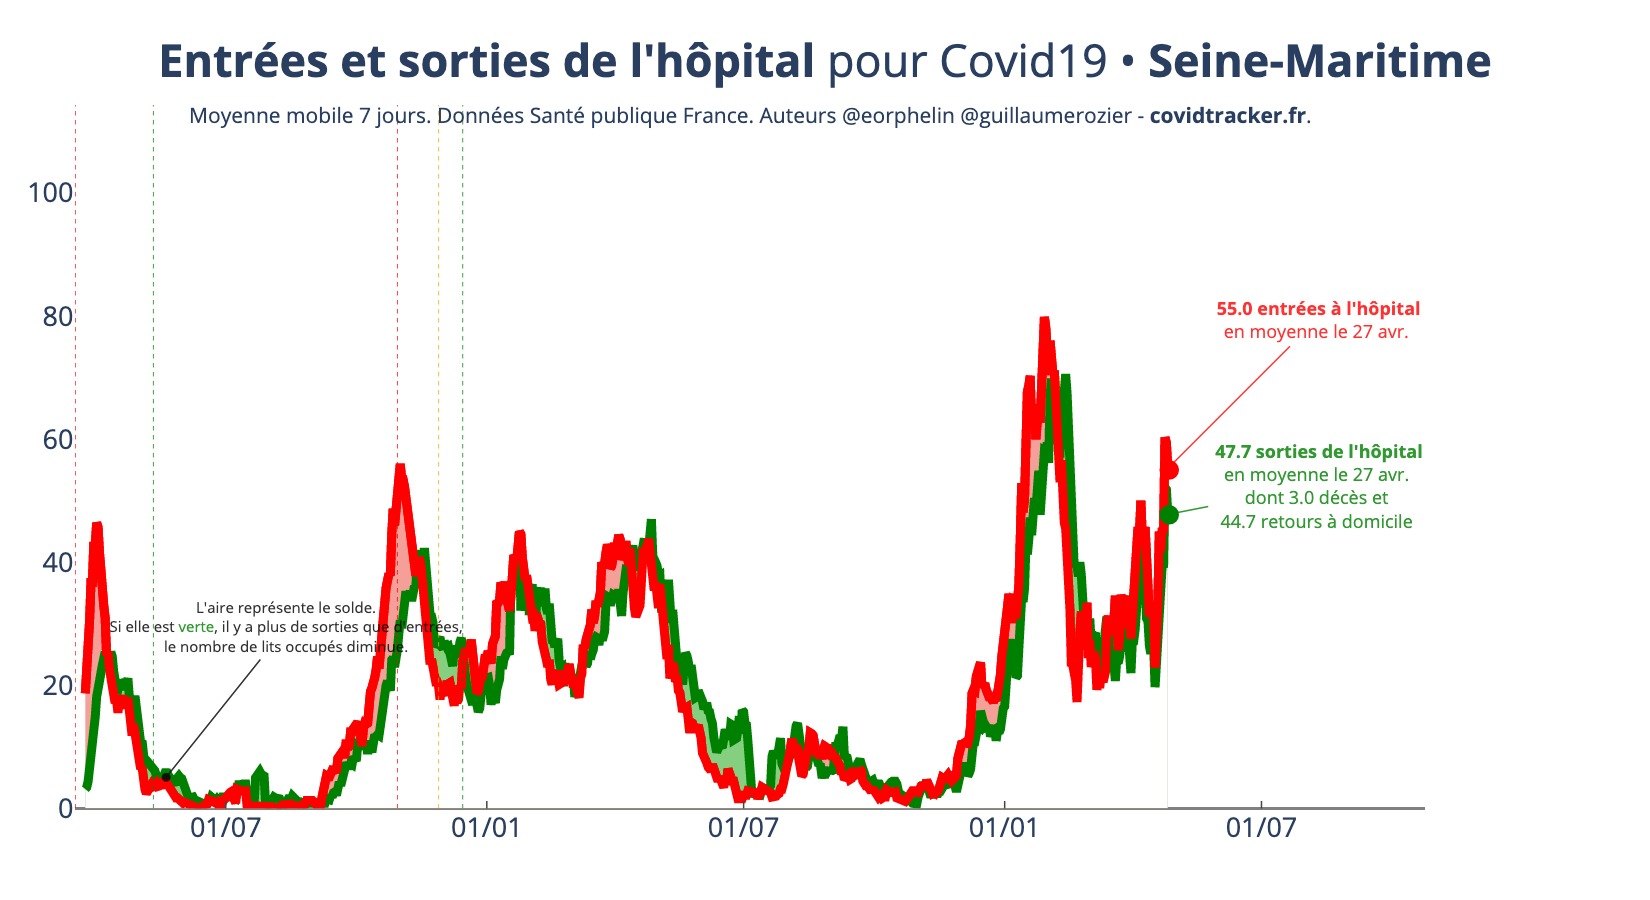 Entrées et sorties de l'hôpital pour Covid19 • Seine-Maritime
Moyenne mobile 7 jours. Données Santé publique France. Auteurs @eorphelin @guillaumerozier - covidtracker.fr.
100
80
60
40
20
0
55.0 entrées à l'hôpital
en moyenne le 27 avr.
47.7 sorties de l'hôpital
en moyenne le 27 avr.
dont 3.0 décès et
44.7 retours à domicile
L'aire représente le solde.
Si elle est verte, il y a plus de sorties que d'entrées,
le nombre de lits occupés diminue.
01/07
01/01
01/07
01/01
01/07